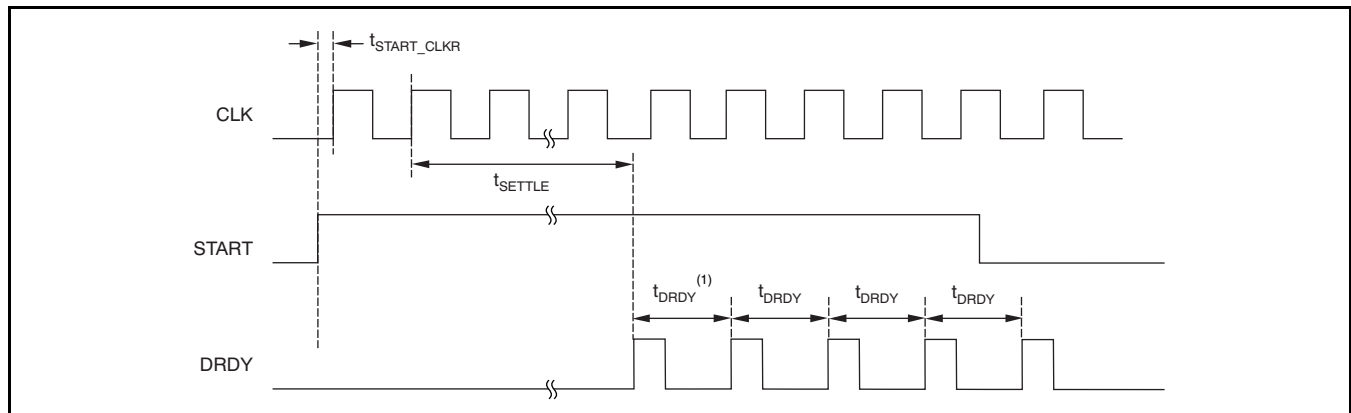 t_START_CLKR
CLK
t_SETTLE
START
t_DRDY^(1) t_DRDY t_DRDY t_DRDY
DRDY